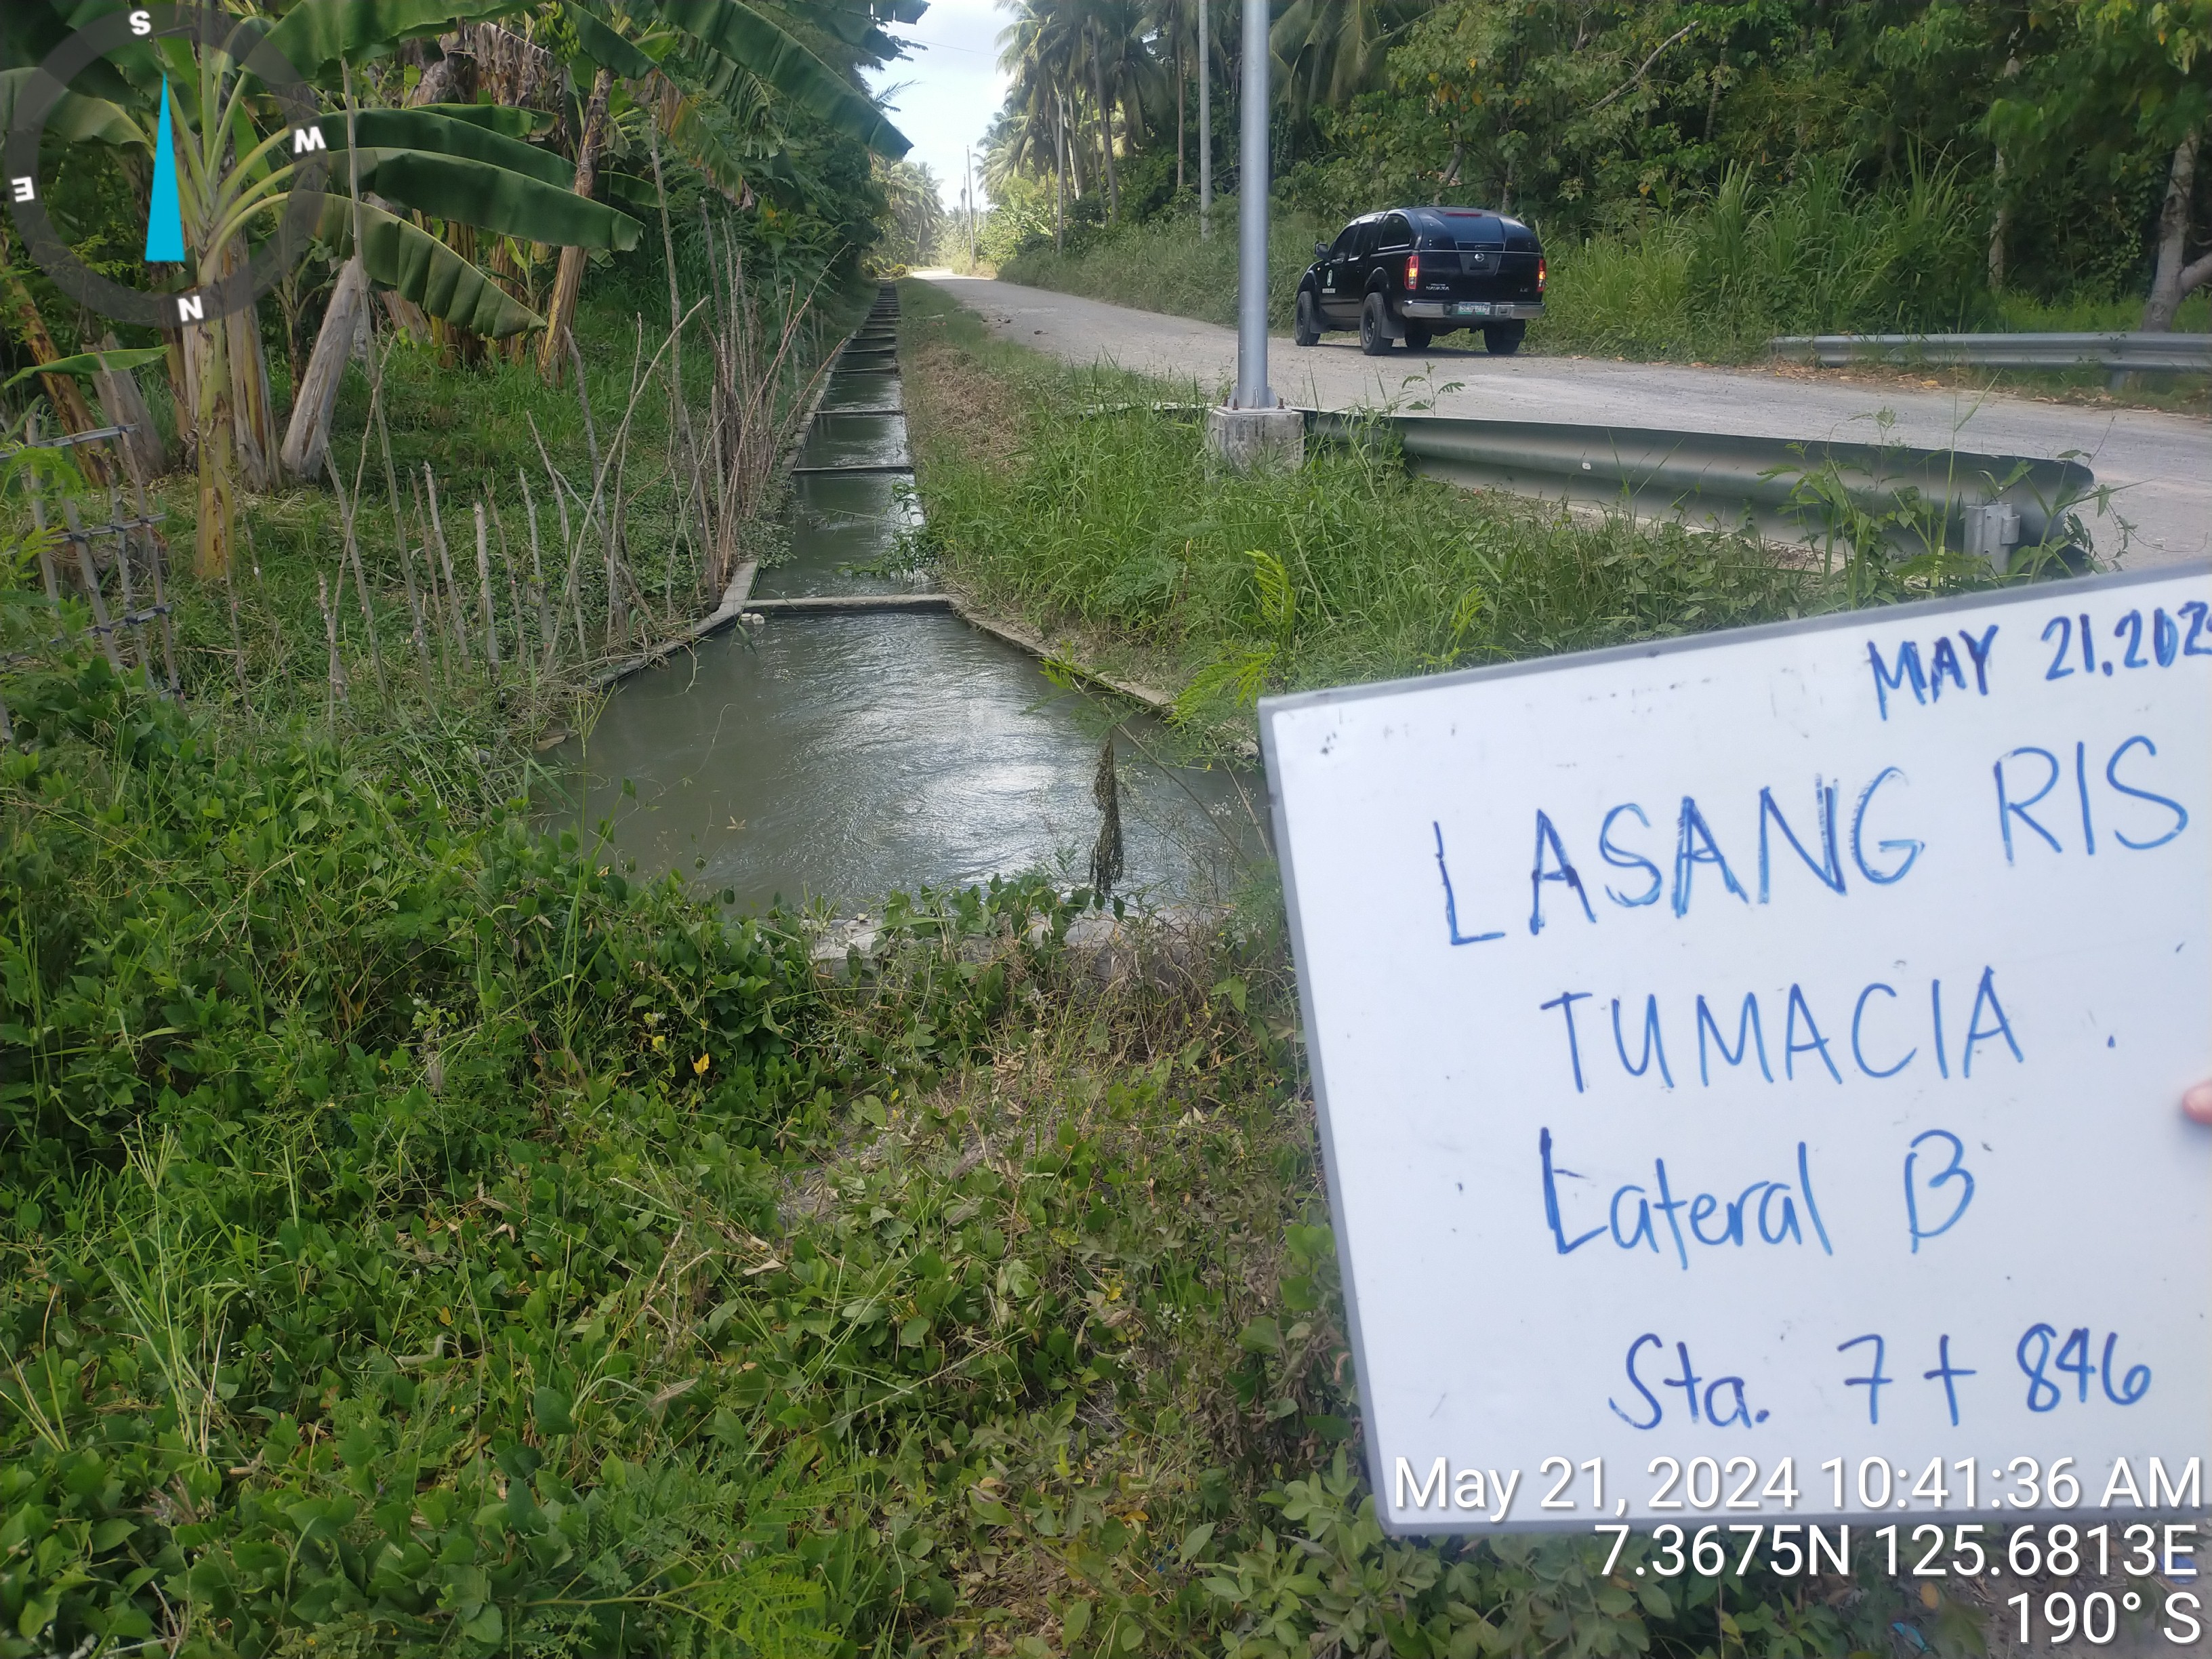 S
W
E
N
MAY 21.202
LASANG RIS
TUMACIA
Lateral B
Sta. 7 + 846
May 21, 2024 10:41:36 AM
7.3675N 125.6813E
190° S